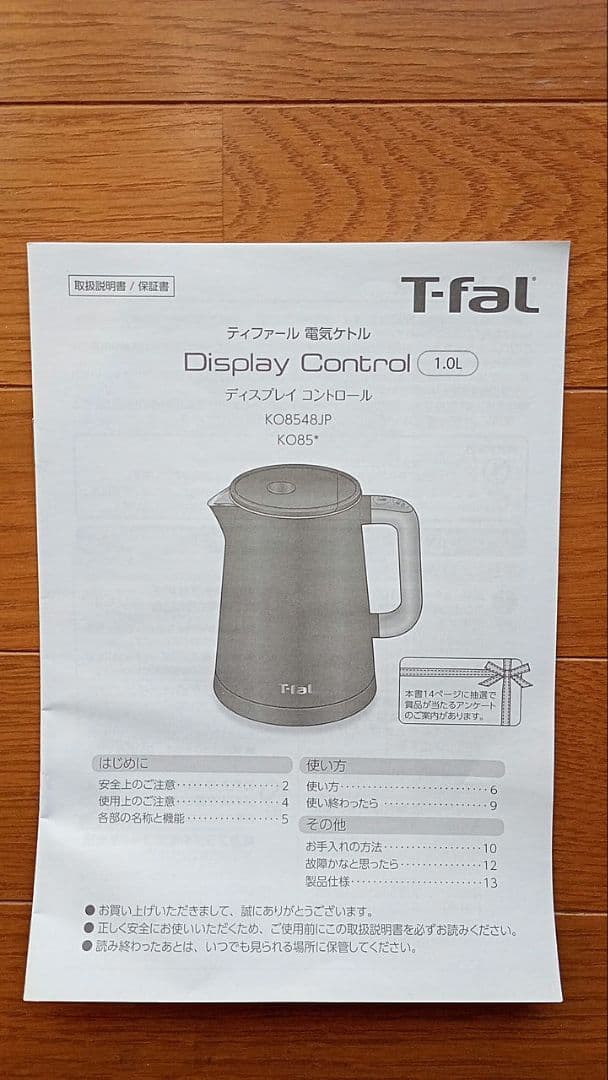 取扱説明書 / 保証書
T-fal
ティファール 電気ケトル
Display Control 1.0L
ディスプレイ コントロール
KO8548JP
KO85*
T-fal
本書14ページに抽選で
賞品が当たるアンケート
のご案内があります。
はじめに
安全上のご注意 2
使用上のご注意 4
各部の名称と機能 5
使い方
使い方 6
使い終わったら 9
その他
お手入れの方法 10
故障かなと思ったら 12
製品仕様 13
● お買い上げいただきまして、誠にありがとうございます。
● 正しく安全にお使いいただくため、ご使用前にこの取扱説明書を必ずお読みください。
● 読み終わったあとは、いつでも見られる場所に保管してください。